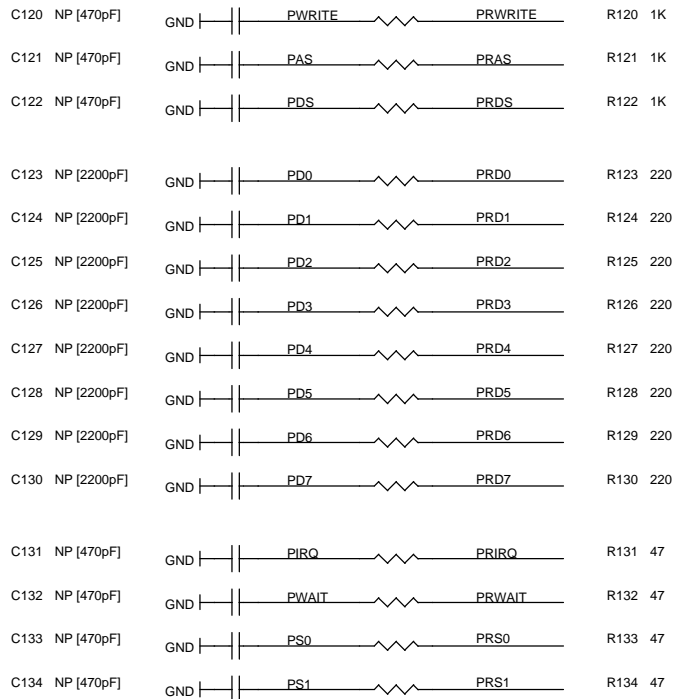 C120 NP [470pF] GND PWRITE PRWRITE R120 1K
C121 NP [470pF] GND PAS PRAS R121 1K
C122 NP [470pF] GND PDS PRDS R122 1K
C123 NP [2200pF] GND PD0 PRD0 R123 220
C124 NP [2200pF] GND PD1 PRD1 R124 220
C125 NP [2200pF] GND PD2 PRD2 R125 220
C126 NP [2200pF] GND PD3 PRD3 R126 220
C127 NP [2200pF] GND PD4 PRD4 R127 220
C128 NP [2200pF] GND PD5 PRD5 R128 220
C129 NP [2200pF] GND PD6 PRD6 R129 220
C130 NP [2200pF] GND PD7 PRD7 R130 220
C131 NP [470pF] GND PIRQ PRIRQ R131 47
C132 NP [470pF] GND PWAIT PRWAIT R132 47
C133 NP [470pF] GND PS0 PRS0 R133 47
C134 NP [470pF] GND PS1 PRS1 R134 47